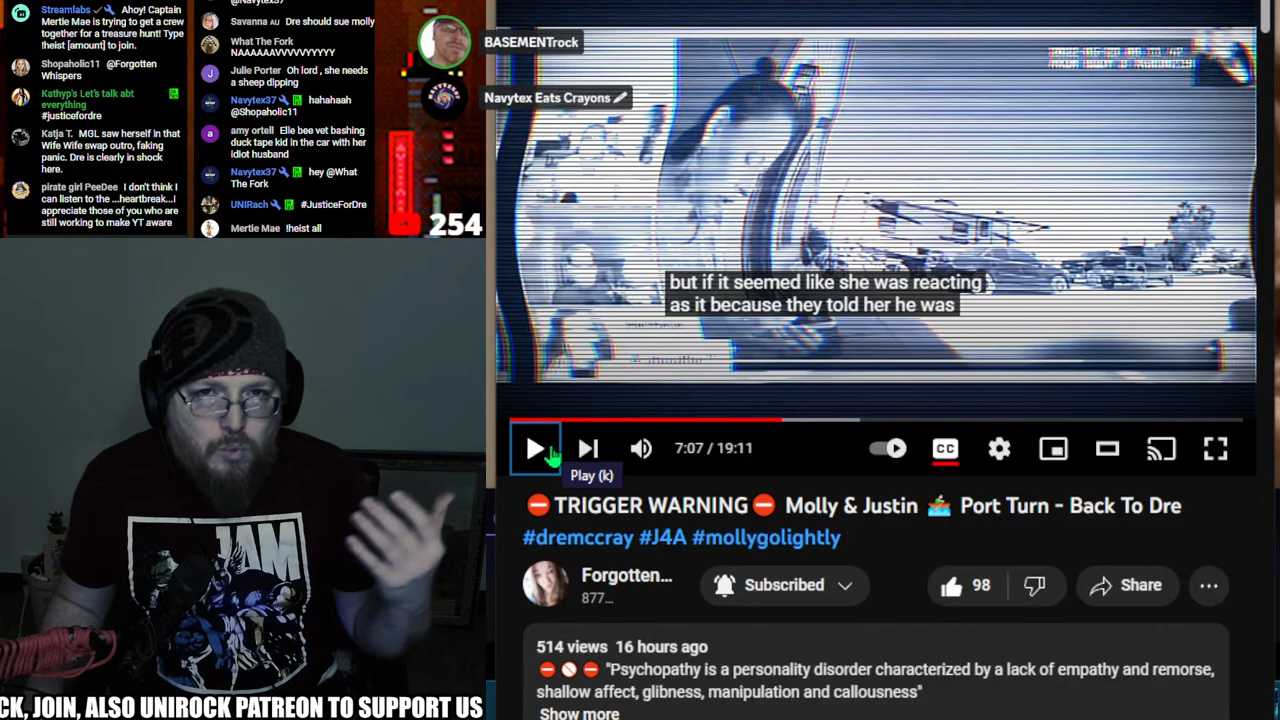 @Navytex37
Streamlabs Ahoy! Captain
Mertie Mae is trying to get a crew
together for a treasure hunt! Type
!heist [amount] to join.
Shopaholic11 @Forgotten
Whispers
Kathyp's Let's talk abt
everything
#justicefordre
Katja T. MGL saw herself in that
Wife Wife swap outro, faking
panic. Dre is clearly in shock
here.
pirate girl PeeDee I don't think I
can listen to the ...heartbreak...I
appreciate those of you who are
still working to make YT aware
Savanna AU Dre should sue molly
What The Fork
NAAAAAVVVVVYYYY
Julie Porter Oh lord , she needs
a sheep dipping
Navytex37 hahahaah
@Shopaholic11
amy ortell Elle bee vet bashing
duck tape kid in the car with her
idiot husband
Navytex37 hey @What
The Fork
UNIRach #JusticeForDre
Mertie Mae !heist all
254
BASEMENTrock
Navytex Eats Crayons
JAM
CK, JOIN, ALSO UNIROCK PATREON TO SUPPORT US
but if it seemed like she was reacting
as it because they told her he was
7:07 / 19:11
CC
Play (k)
TRIGGER WARNING Molly & Justin Port Turn - Back To Dre
#dremccray #J4A #mollygolightly
Forgotten...
877...
Subscribed
98
Share
514 views 16 hours ago
"Psychopathy is a personality disorder characterized by a lack of empathy and remorse,
shallow affect, glibness, manipulation and callousness"
Show more